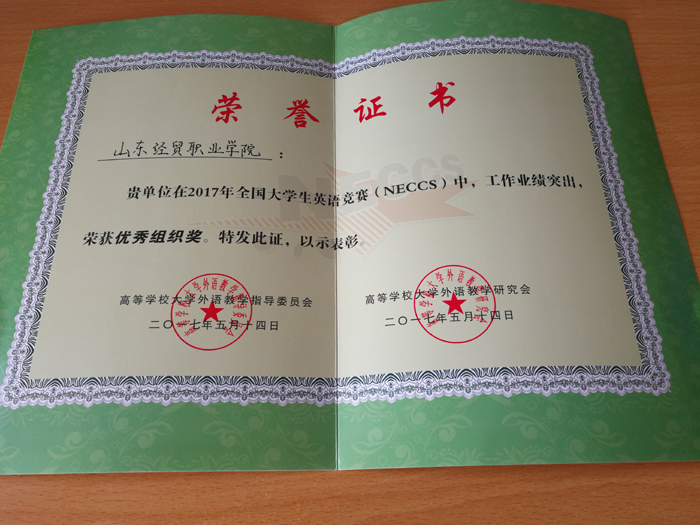 荣誉证书
山东经贸职业学院：
NECCS
贵单位在2017年全国大学生英语竞赛（NECCS）中，工作业绩突出，
荣获优秀组织奖。特发此证，以示表彰。
高等学校大学外语教学指导委员会
二〇一七年五月十四日
高等学校大学外语教学研究会
二〇一七年五月十四日